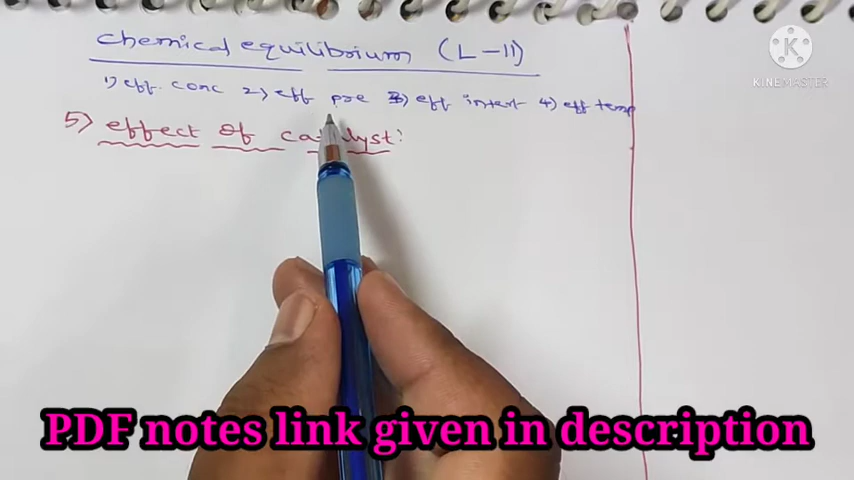 chemical equilibrium (L-11)
1) eff. conc 2) eff pre 3) eff inert 4) eff temp
5) effect of catalyst:
KINEMASTER
PDF notes link given in description